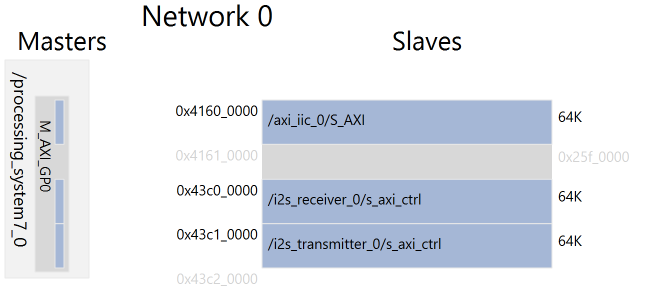 Network 0
Masters
Slaves
/processing_system7_0
M_AXI_GP0
0x4160_0000
/axi_iic_0/S_AXI
64K
0x4161_0000
0x25f_0000
0x43c0_0000
/i2s_receiver_0/s_axi_ctrl
64K
0x43c1_0000
/i2s_transmitter_0/s_axi_ctrl
64K
0x43c2_0000